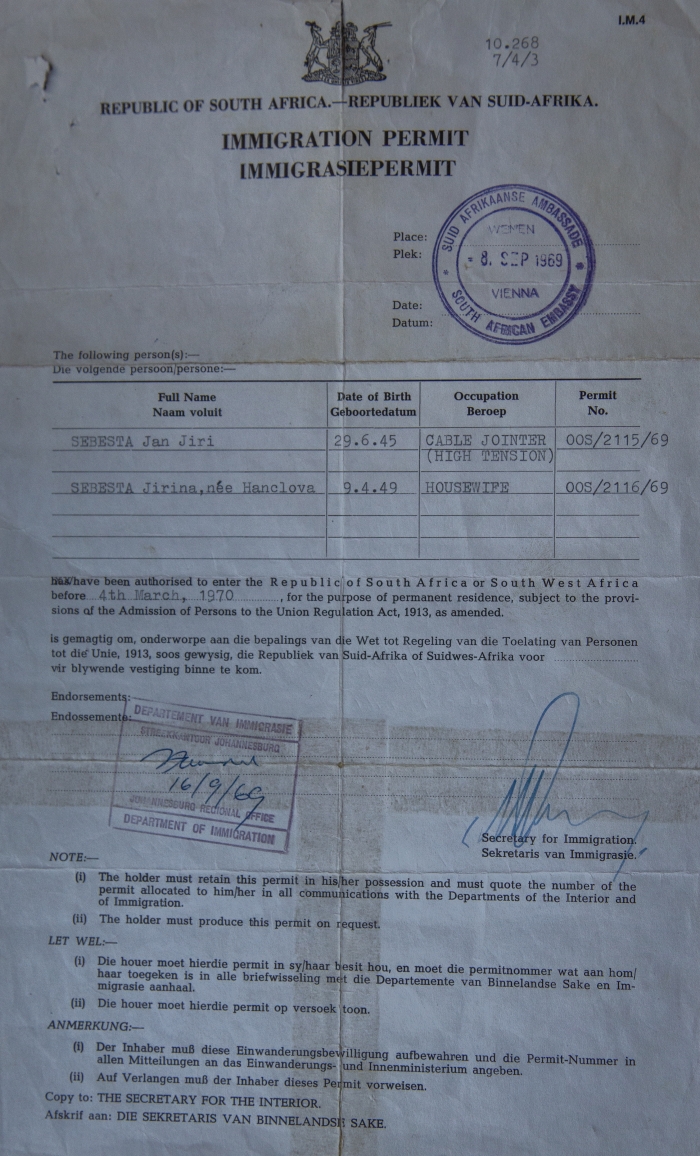 I.M.4
10.268
7/4/3
REPUBLIC OF SOUTH AFRICA.—REPUBLIEK VAN SUID-AFRIKA.
IMMIGRATION PERMIT
IMMIGRASIEPERMIT
SUID AFRIKAANSE AMBASSADE
WENEN
Place:
Plek:
8. SEP 1969
VIENNA
SOUTH AFRICAN EMBASSY
Date:
Datum:
The following person(s):—
Die volgende persoon/persone:—
Full Name Date of Birth Occupation Permit
Naam voluit Geboortedatum Beroep No.
SEBESTA Jan Jiri 29.6.45 CABLE JOINTER 00S/2115/69
(HIGH TENSION)
SEBESTA Jirina,née Hanclova 9.4.49 HOUSEWIFE 00S/2116/69
have been authorised to enter the Republic of South Africa or South West Africa
before 4th March, 1970, for the purpose of permanent residence, subject to the provi-
sions of the Admission of Persons to the Union Regulation Act, 1913, as amended.
is gemagtig om, onderworpe aan die bepalings van die Wet tot Regeling van die Toelating van Personen
tot die Unie, 1913, soos gewysig, die Republiek van Suid-Afrika of Suidwes-Afrika voor
vir blywende vestiging binne te kom.
Endorsements:
Endossemente:
DEPARTEMENT VAN IMMIGRASIE
STREEKKANTOOR JOHANNESBURG
16/9/69
JOHANNESBURG REGIONAL OFFICE
DEPARTMENT OF IMMIGRATION
Secretary for Immigration.
Sekretaris van Immigrasie.
NOTE:—
(i) The holder must retain this permit in his/her possession and must quote the number of the
permit allocated to him/her in all communications with the Departments of the Interior and
of Immigration.
(ii) The holder must produce this permit on request.
LET WEL:—
(i) Die houer moet hierdie permit in sy/haar besit hou, en moet die permitnommer wat aan hom/
haar toegeken is in alle briefwisseling met die Departemente van Binnelandse Sake en Im-
migrasie aanhaal.
(ii) Die houer moet hierdie permit op versoek toon.
ANMERKUNG:—
(i) Der Inhaber muß diese Einwanderungsbewilligung aufbewahren und die Permit-Nummer in
allen Mitteilungen an das Einwanderungs- und Innenministerium angeben.
(ii) Auf Verlangen muß der Inhaber dieses Permit vorweisen.
Copy to: THE SECRETARY FOR THE INTERIOR.
Afskrif aan: DIE SEKRETARIS VAN BINNELANDSE SAKE.